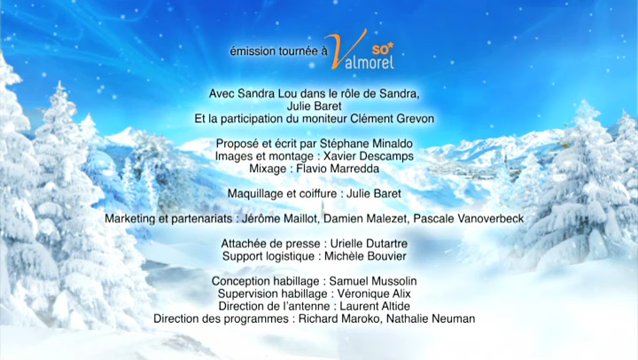 émission tournée à Valmorel so*
Avec Sandra Lou dans le rôle de Sandra,
Julie Baret
Et la participation du moniteur Clément Grevon
Proposé et écrit par Stéphane Minaldo
Images et montage : Xavier Descamps
Mixage : Flavio Marredda
Maquillage et coiffure : Julie Baret
Marketing et partenariats : Jérôme Maillot, Damien Malezet, Pascale Vanoverbeck
Attachée de presse : Urielle Dutartre
Support logistique : Michèle Bouvier
Conception habillage : Samuel Mussolin
Supervision habillage : Véronique Alix
Direction de l’antenne : Laurent Altide
Direction des programmes : Richard Maroko, Nathalie Neuman